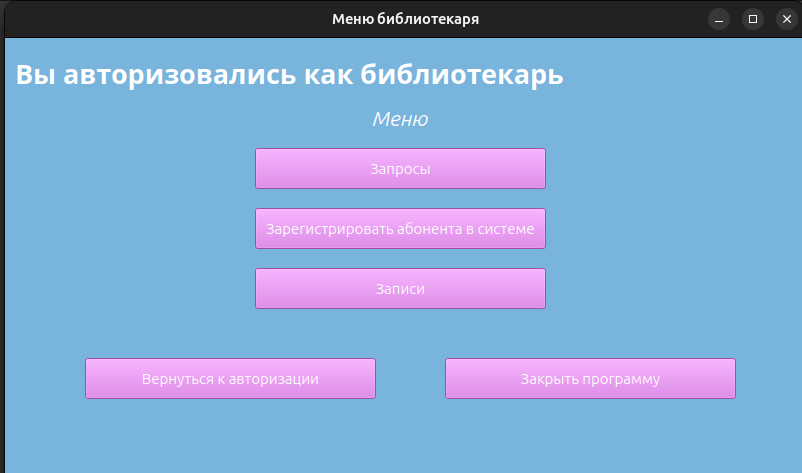 Меню библиотекаря
Вы авторизовались как библиотекарь
Меню
Запросы
Зарегистрировать абонента в системе
Записи
Вернуться к авторизации
Закрыть программу